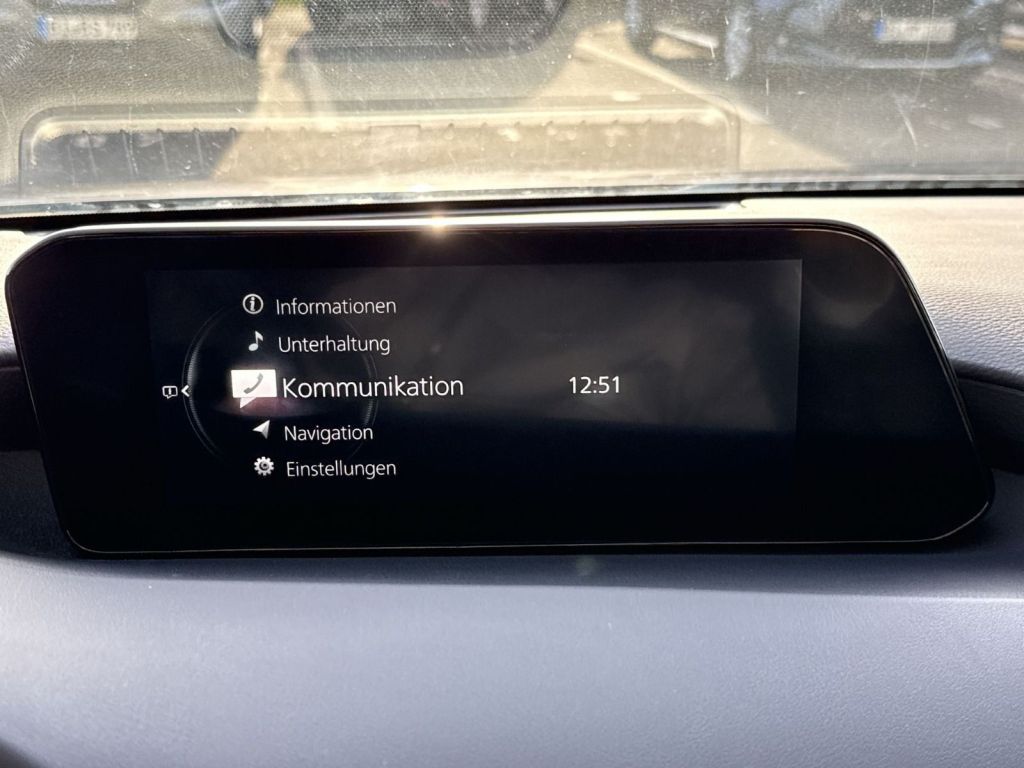 Informationen
Unterhaltung
Kommunikation
12:51
Navigation
Einstellungen